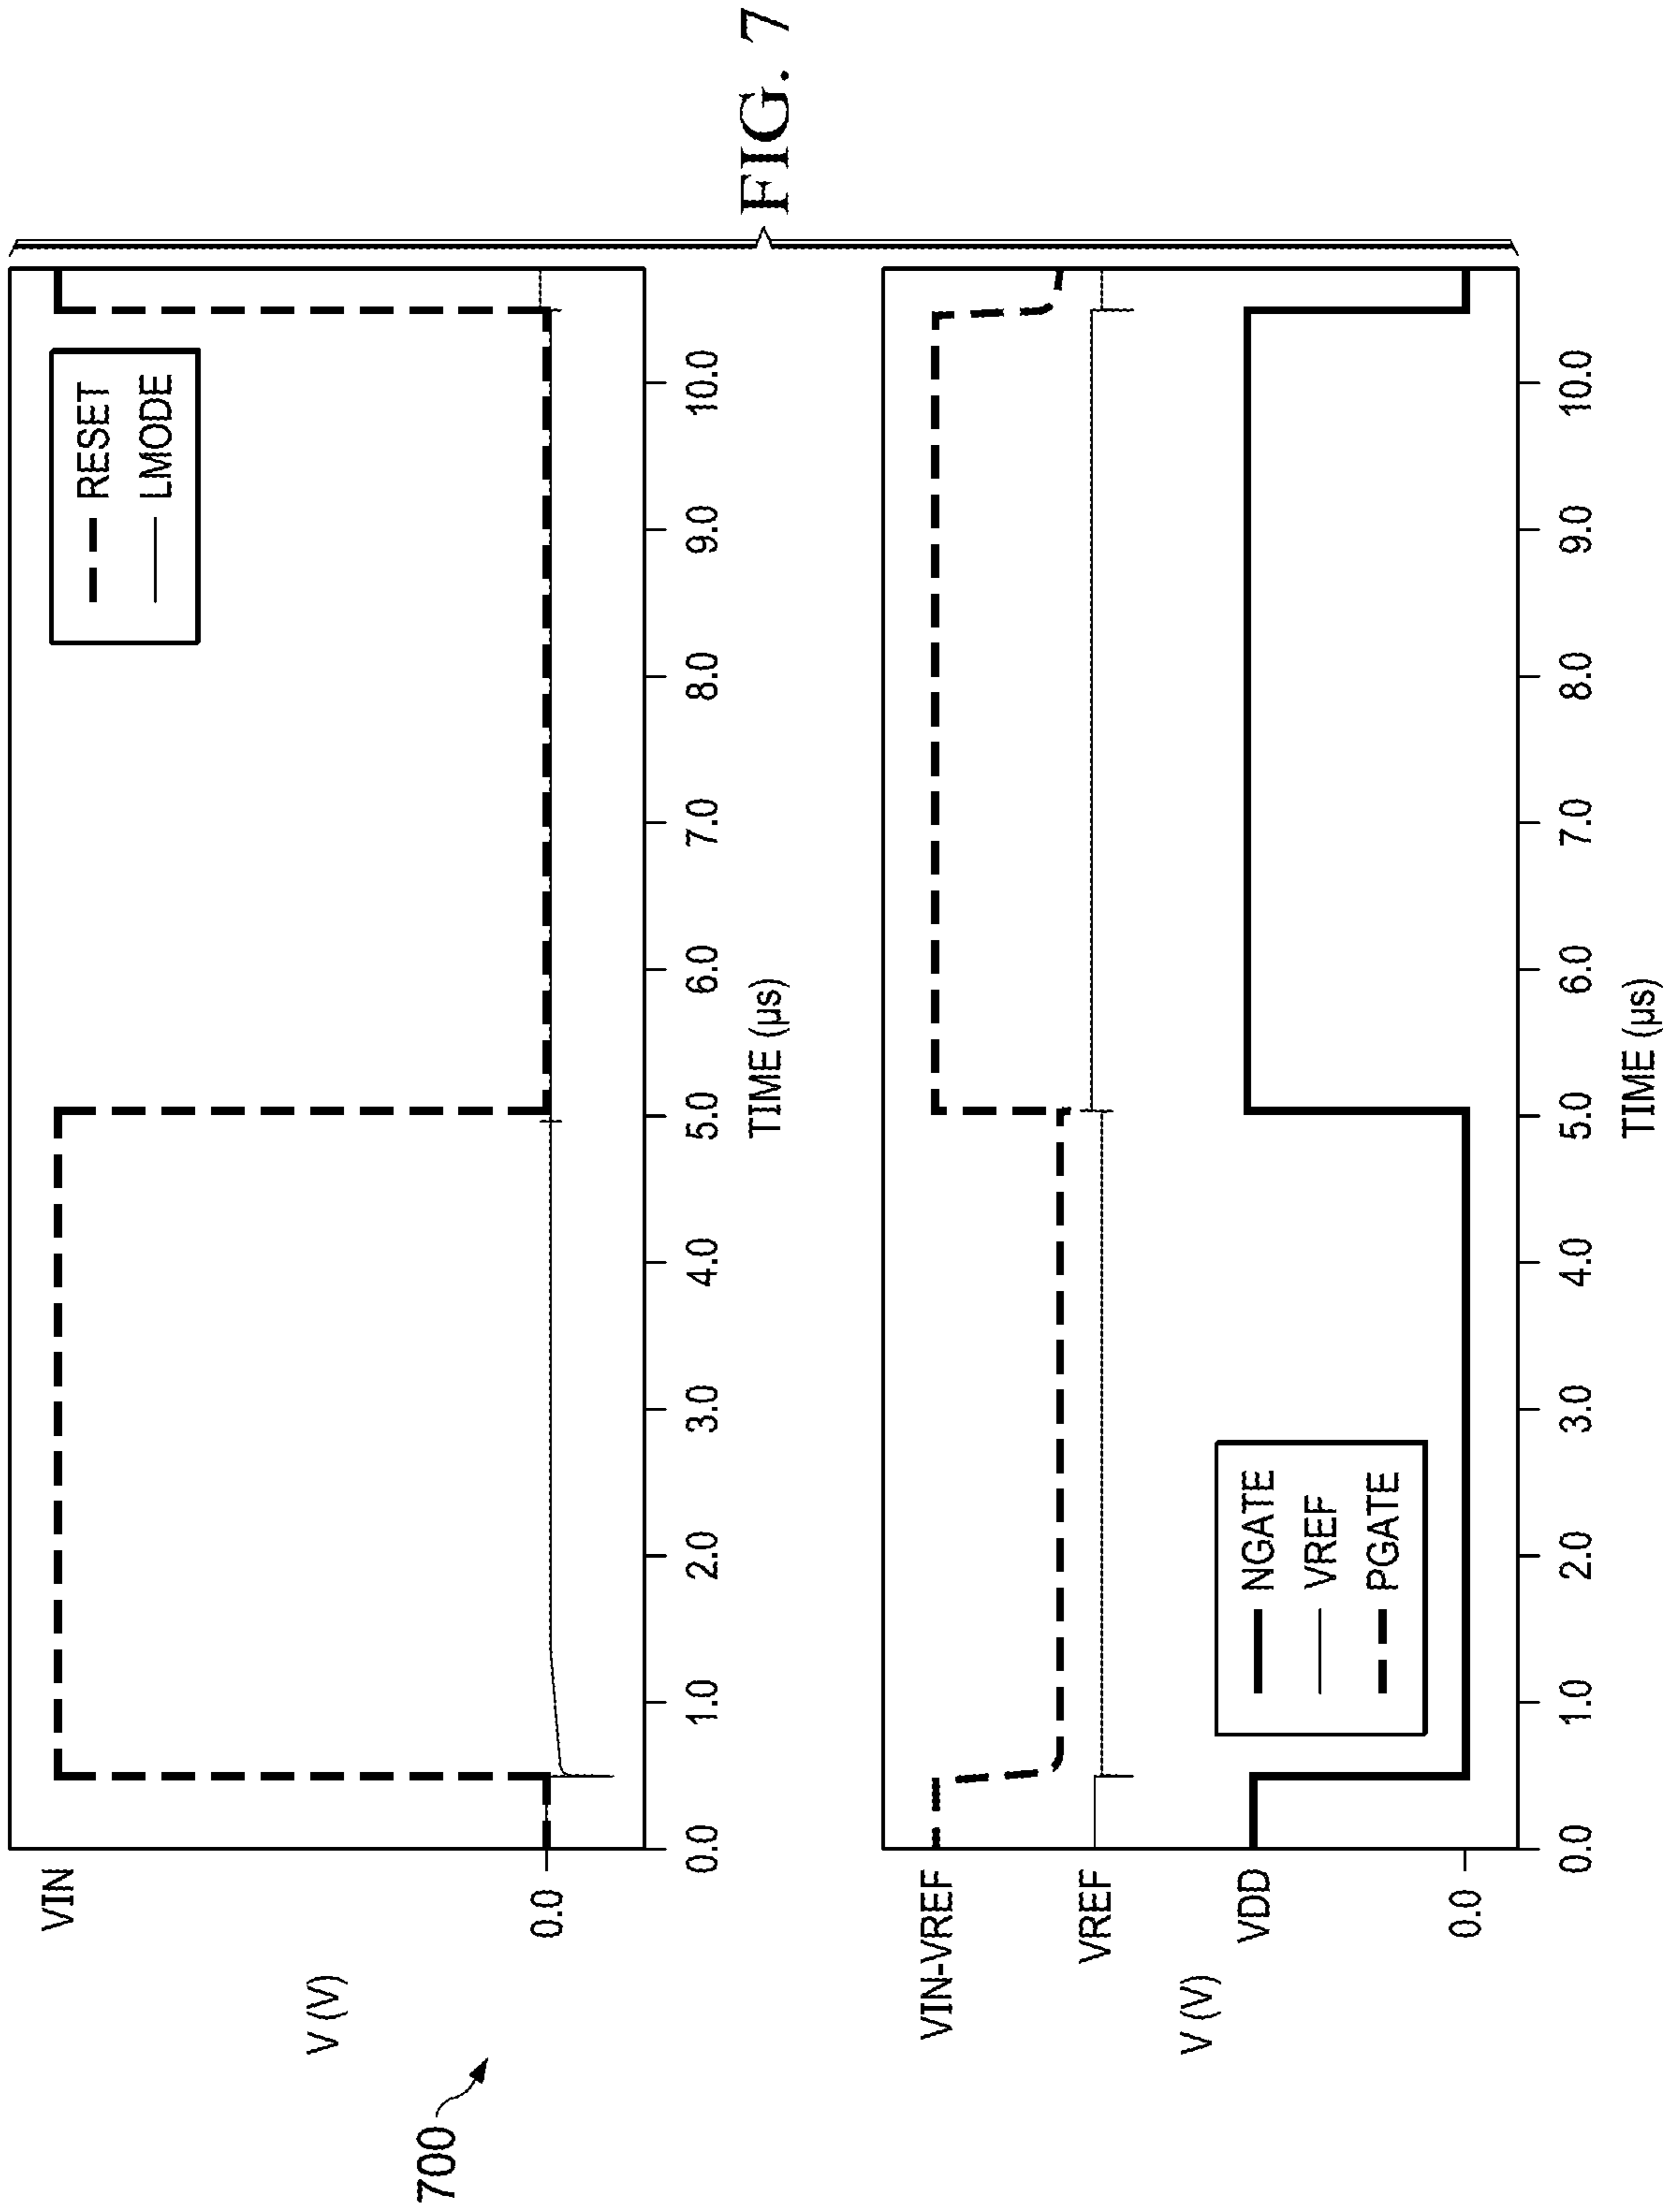 700
V (V)
VIN
0.0
RESET
LMODE
0.0 1.0 2.0 3.0 4.0 5.0 6.0 7.0 8.0 9.0 10.0
TIME (µs)
V (V)
VIN-VREF
VREF
VDD
0.0
NGATE
VREF
PGATE
0.0 1.0 2.0 3.0 4.0 5.0 6.0 7.0 8.0 9.0 10.0
TIME (µs)
FIG. 7